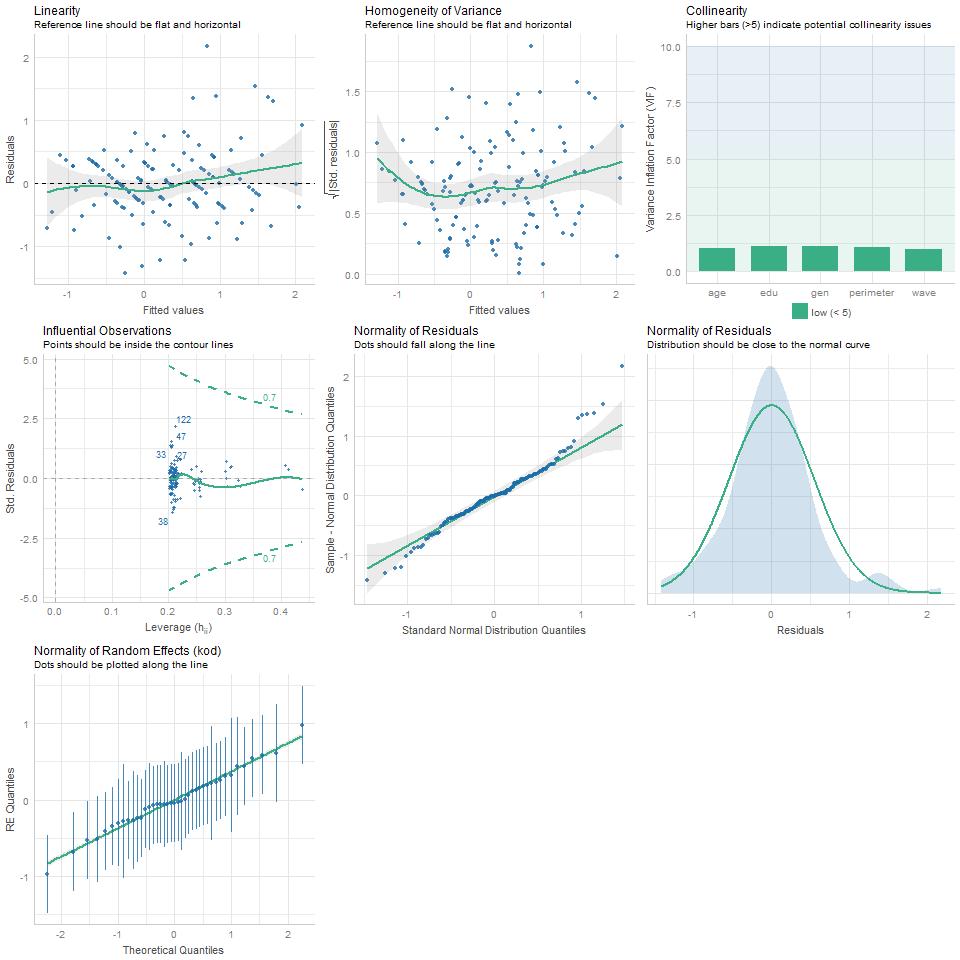 Linearity
Reference line should be flat and horizontal
Residuals
2
1
0
-1
-1
0
1
2
Fitted values
Homogeneity of Variance
Reference line should be flat and horizontal
√|Std. residuals|
1.5
1.0
0.5
0.0
-1
0
1
2
Fitted values
Collinearity
Higher bars (>5) indicate potential collinearity issues
Variance Inflation Factor (VIF)
10.0
7.5
5.0
2.5
0.0
age
edu
gen
perimeter
wave
low (< 5)
Influential Observations
Points should be inside the contour lines
Std. Residuals
5.0
2.5
0.0
-2.5
-5.0
0.7
122
47
33
27
38
0.7
0.0
0.1
0.2
0.3
0.4
Leverage (hii)
Normality of Residuals
Dots should fall along the line
Sample - Normal Distribution Quantiles
2
1
0
-1
-1
0
1
Standard Normal Distribution Quantiles
Normality of Residuals
Distribution should be close to the normal curve
-1
0
1
2
Residuals
Normality of Random Effects (kod)
Dots should be plotted along the line
RE Quantiles
1
0
-1
-2
-1
0
1
2
Theoretical Quantiles